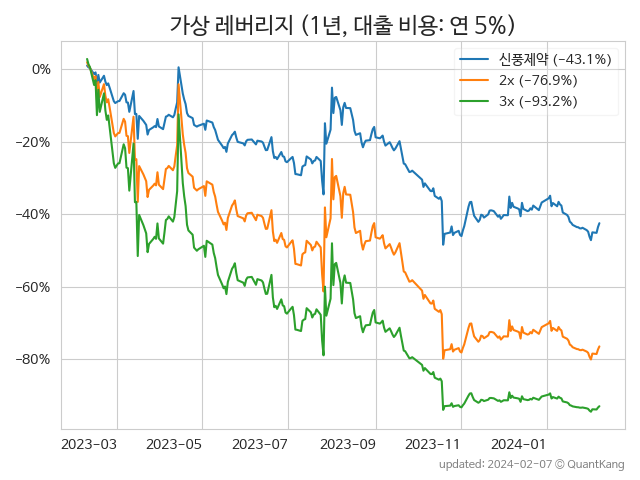 가상 레버리지 (1년, 대출 비용: 연 5%)
신풍제약 (−43.1%)
2x (−76.9%)
3x (−93.2%)
0%
−20%
−40%
−60%
−80%
2023−03 2023−05 2023−07 2023−09 2023−11 2024−01
updated: 2024-02-07 © QuantKang